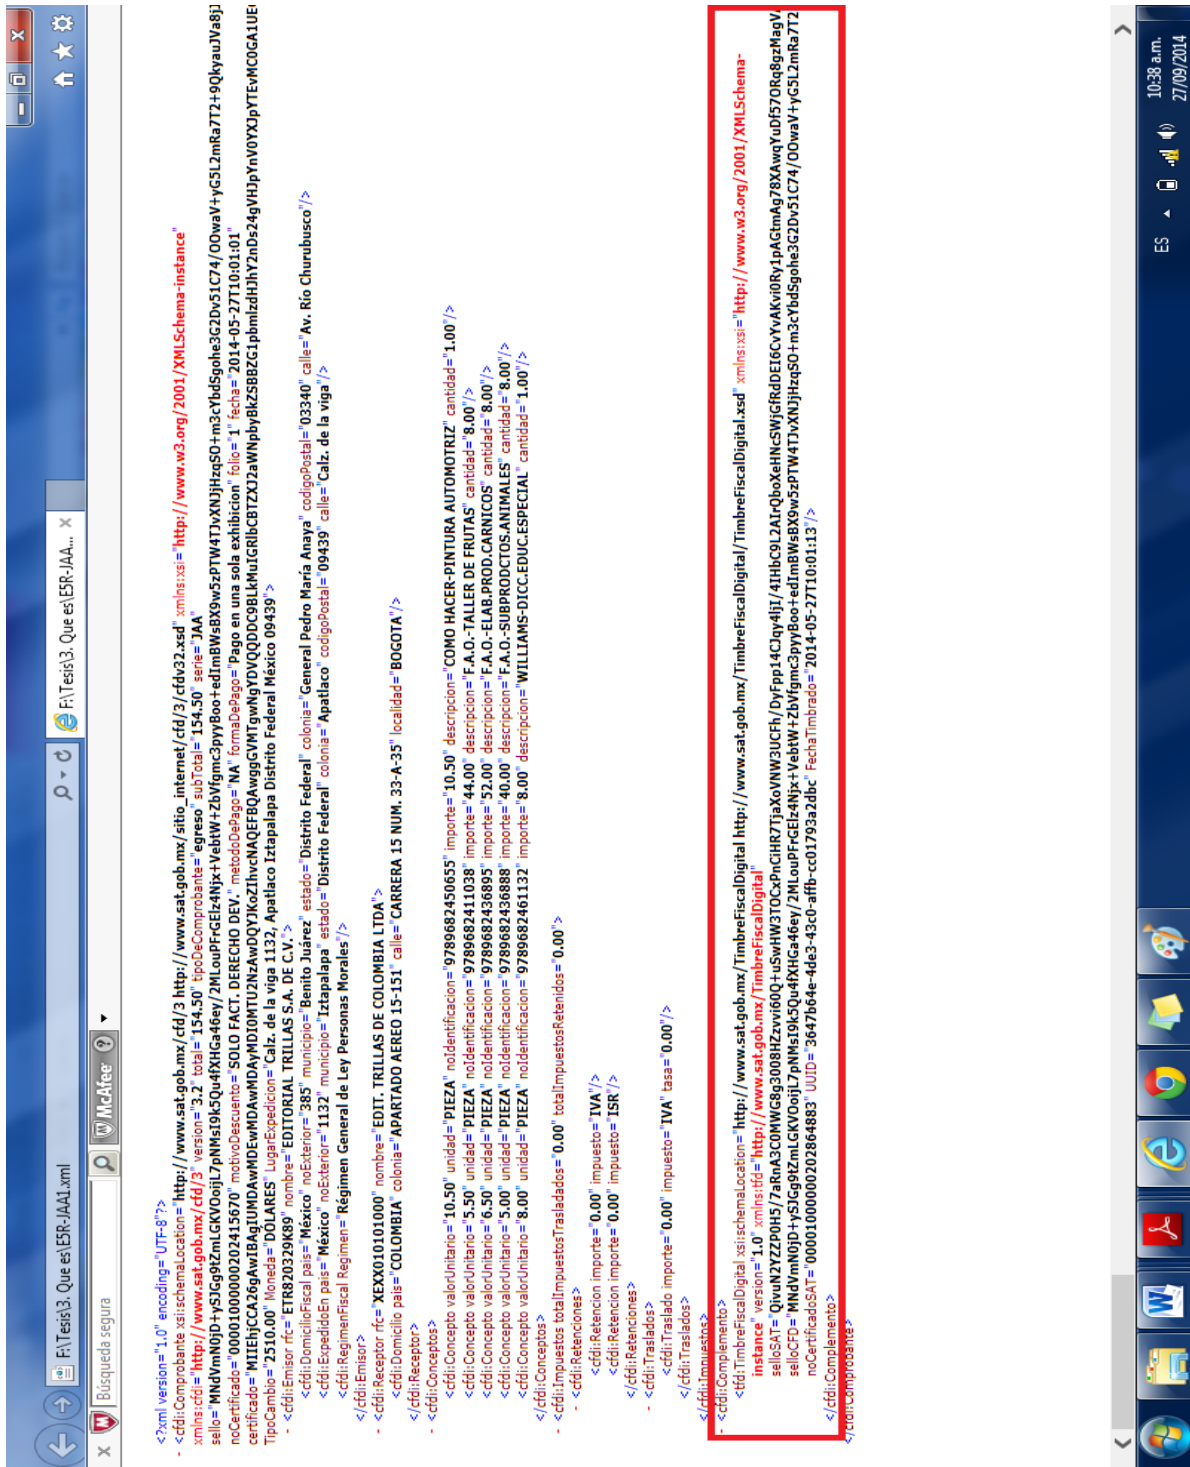 F:\Tesis\3. Que es\E5R-JAA1.xml
F:\Tesis\3. Que es\E5R-JAA...
Búsqueda segura
McAfee
<?xml version="1.0" encoding="UTF-8"?>
- <cfdi:Comprobante xsi:schemaLocation="http://www.sat.gob.mx/cfd/3 http://www.sat.gob.mx/sitio_internet/cfd/3/cfdv32.xsd" xmlns:xsi="http://www.w3.org/2001/XMLSchema-instance"
xmlns:cfdi="http://www.sat.gob.mx/cfd/3" version="3.2" total="154.50" tipoDeComprobante="egreso" subTotal="154.50" serie="JAA"
noCertificado="00001000000202415670" motivoDescuento="SOLO FACT. DERECHO DEV." metodoDePago="NA" formaDePago="Pago en una sola exhibicion" folio="1" fecha="2014-05-27T10:01:01"
TipoCambio="2510.00" Moneda="DÓLARES" LugarExpedicion="Calz. de la viga 1132, Apatlaco Iztapalapa Distrito Federal México 09439">
- <cfdi:Emisor rfc="ETR820329K89" nombre="EDITORIAL TRILLAS S.A. DE C.V.">
<cfdi:DomicilioFiscal pais="México" noExterior="385" municipio="Benito Juárez" estado="Distrito Federal" colonia="General Pedro María Anaya" codigoPostal="03340" calle="Av. Río Churubusco"/>
<cfdi:ExpedidoEn pais="México" noExterior="1132" municipio="Iztapalapa" estado="Distrito Federal" colonia="Apatlaco" codigoPostal="09439" calle="Calz. de la viga"/>
<cfdi:RegimenFiscal Regimen="Régimen General de Ley Personas Morales"/>
</cfdi:Emisor>
- <cfdi:Receptor rfc="XEXX010101000" nombre="EDIT. TRILLAS DE COLOMBIA LTDA">
<cfdi:Domicilio pais="COLOMBIA" colonia="APARTADO AEREO 15-151" calle="CARRERA 15 NUM. 33-A-35" localidad="BOGOTA"/>
</cfdi:Receptor>
- <cfdi:Conceptos>
<cfdi:Concepto valorUnitario="10.50" unidad="PIEZA" noIdentificacion="9789682450655" importe="10.50" descripcion="COMO HACER-PINTURA AUTOMOTRIZ" cantidad="1.00"/>
<cfdi:Concepto valorUnitario="5.50" unidad="PIEZA" noIdentificacion="9789682411038" importe="44.00" descripcion="F.A.O.-TALLER DE FRUTAS" cantidad="8.00"/>
<cfdi:Concepto valorUnitario="6.50" unidad="PIEZA" noIdentificacion="9789682436895" importe="52.00" descripcion="F.A.O.-ELAB.PROD.CARNICOS" cantidad="8.00"/>
<cfdi:Concepto valorUnitario="5.00" unidad="PIEZA" noIdentificacion="9789682436888" importe="40.00" descripcion="F.A.O.-SUBPRODCTOS.ANIMALES" cantidad="8.00"/>
<cfdi:Concepto valorUnitario="8.00" unidad="PIEZA" noIdentificacion="9789682461132" importe="8.00" descripcion="WILLIAMS-DICC.EDUC.ESPECIAL" cantidad="1.00"/>
</cfdi:Conceptos>
- <cfdi:Impuestos totalImpuestosTrasladados="0.00" totalImpuestosRetenidos="0.00">
- <cfdi:Retenciones>
<cfdi:Retencion importe="0.00" impuesto="IVA"/>
<cfdi:Retencion importe="0.00" impuesto="ISR"/>
</cfdi:Retenciones>
- <cfdi:Traslados>
<cfdi:Traslado importe="0.00" impuesto="IVA" tasa="0.00"/>
</cfdi:Traslados>
</cfdi:Impuestos>
- <cfdi:Complemento>
<tfd:TimbreFiscalDigital xsi:schemaLocation="http://www.sat.gob.mx/TimbreFiscalDigital http://www.sat.gob.mx/TimbreFiscalDigital/TimbreFiscalDigital.xsd" xmlns:xsi="http://www.w3.org/2001/XMLSchema-
instance" version="1.0" xmlns:tfd="http://www.sat.gob.mx/TimbreFiscalDigital"
noCertificadoSAT="00001000000202864883" UUID="3647b64e-4de3-43c0-affb-cc01793a2dbc" FechaTimbrado="2014-05-27T10:01:13"/>
</cfdi:Complemento>
</cfdi:Comprobante>
ES
10:38 a.m.
27/09/2014